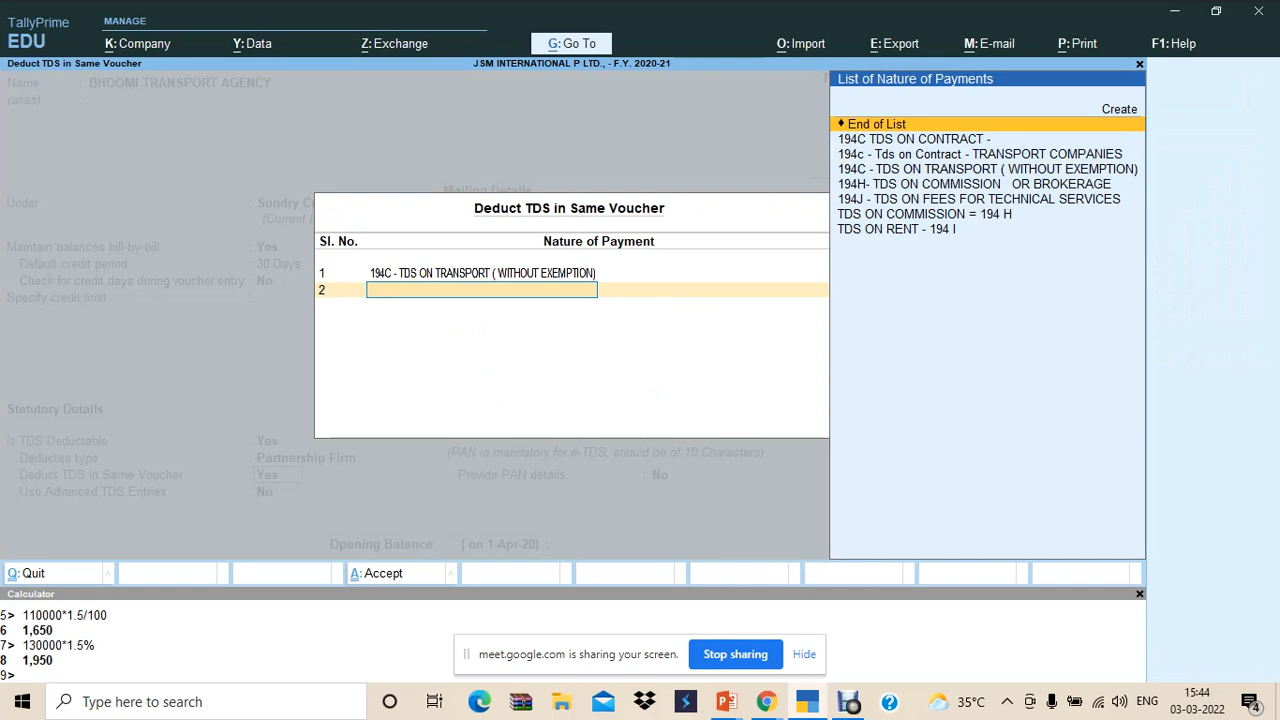 TallyPrime
EDU
MANAGE
K: Company
Y: Data
Z: Exchange
G: Go To
O: Import
E: Export
M: E-mail
P: Print
F1: Help
Deduct TDS in Same Voucher
JSM INTERNATIONAL P LTD., - F.Y. 2020-21
Name : BHOOMI TRANSPORT AGENCY
(alias) :
Mailing Details
Under : Sundry C
(Current L
Maintain balances bill-by-bill : Yes
Default credit period : 30 Days
Check for credit days during voucher entry : No
Specify credit limit :
Statutory Details
Is TDS Deductable : Yes
Deductee type : Partnership Firm
Deduct TDS in Same Voucher : Yes
Use Advanced TDS Entries : No
(PAN is mandatory for e-TDS, should be of 10 Characters)
Provide PAN details : No
Opening Balance ( on 1-Apr-20) :
Deduct TDS in Same Voucher
Sl. No. Nature of Payment
1 194C - TDS ON TRANSPORT ( WITHOUT EXEMPTION)
2
List of Nature of Payments
Create
♦ End of List
194C TDS ON CONTRACT -
194c - Tds on Contract - TRANSPORT COMPANIES
194C - TDS ON TRANSPORT ( WITHOUT EXEMPTION)
194H- TDS ON COMMISSION OR BROKERAGE
194J - TDS ON FEES FOR TECHNICAL SERVICES
TDS ON COMMISSION = 194 H
TDS ON RENT - 194 I
Q: Quit
A: Accept
Calculator
5> 110000*1.5/100
6 1,650
7> 130000*1.5%
8 1,950
9>
meet.google.com is sharing your screen.
Stop sharing
Hide
Type here to search
35°C
ENG
15:44
03-03-2022
4